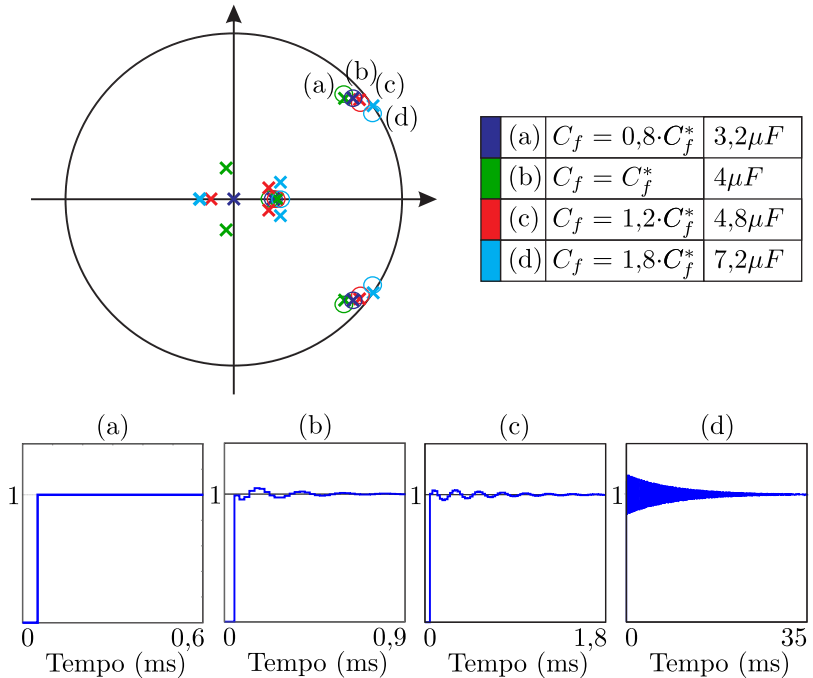 (b)
(a) (c)
(d)
(a) C_f = 0,8·C_f^* 3,2μF
(b) C_f = C_f^* 4μF
(c) C_f = 1,2·C_f^* 4,8μF
(d) C_f = 1,8·C_f^* 7,2μF
(a) (b) (c) (d)
1 1 1 1
0 0,6 0 0,9 0 1,8 0 35
Tempo (ms) Tempo (ms) Tempo (ms) Tempo (ms)